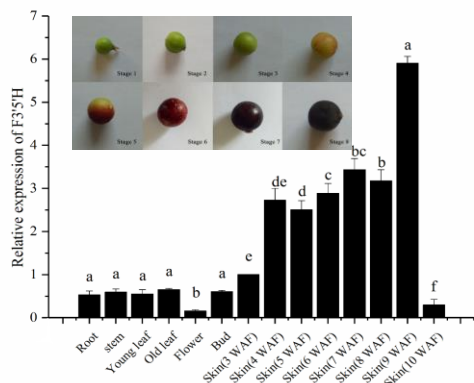 Relative expression of F3'5'H
7
6
5
4
3
2
1
0
Stage 1
Stage 2
Stage 3
Stage 4
Stage 5
Stage 6
Stage 7
Stage 8
a
a
a
a
b
a
e
de
d
c
bc
b
a
f
Root
stem
Young leaf
Old leaf
Flower
Bud
Skin(3 WAF)
Skin(4 WAF)
Skin(5 WAF)
Skin(6 WAF)
Skin(7 WAF)
Skin(8 WAF)
Skin(9 WAF)
Skin(10 WAF)